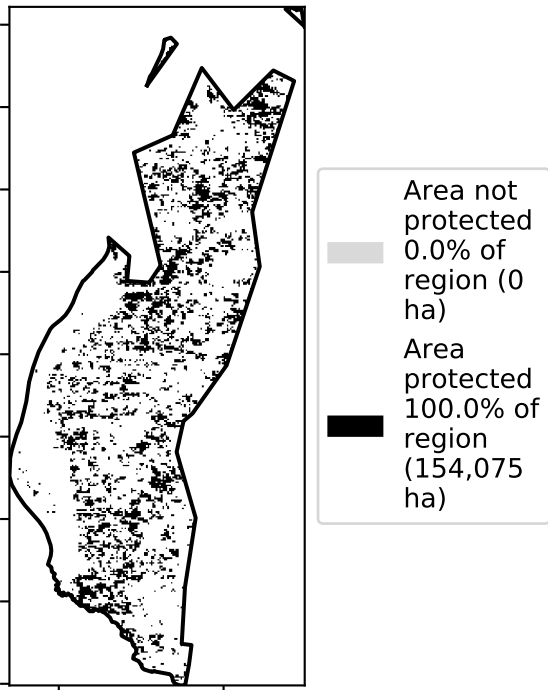 Area not
protected
0.0% of
region (0
ha)
Area
protected
100.0% of
region
(154,075
ha)